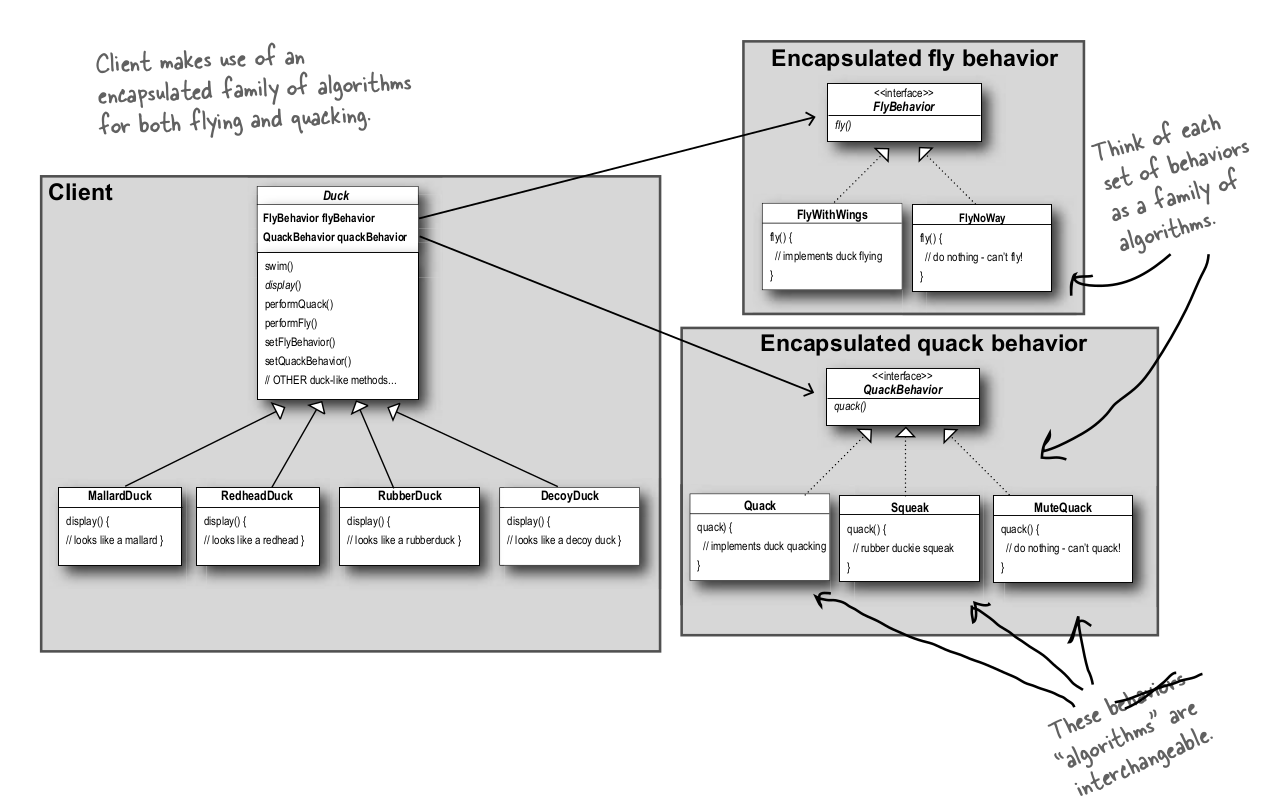 Client makes use of an
encapsulated family of algorithms
for both flying and quacking.
Client
Duck
FlyBehavior flyBehavior
QuackBehavior quackBehavior
swim()
display()
performQuack()
performFly()
setFlyBehavior()
setQuackBehavior()
// OTHER duck-like methods...
MallardDuck
display() {
// looks like a mallard }
RedheadDuck
display() {
// looks like a redhead }
RubberDuck
display() {
// looks like a rubberduck }
DecoyDuck
display() {
// looks like a decoy duck }
Encapsulated fly behavior
<<interface>>
FlyBehavior
fly()
FlyWithWings
fly() {
// implements duck flying
}
FlyNoWay
fly() {
// do nothing - can't fly!
}
Think of each
set of behaviors
as a family of
algorithms.
Encapsulated quack behavior
<<interface>>
QuackBehavior
quack()
Quack
quack) {
// implements duck quacking
}
Squeak
quack() {
// rubber duckie squeak
}
MuteQuack
quack() {
// do nothing - can't quack!
}
These behaviors
“algorithms” are
interchangeable.